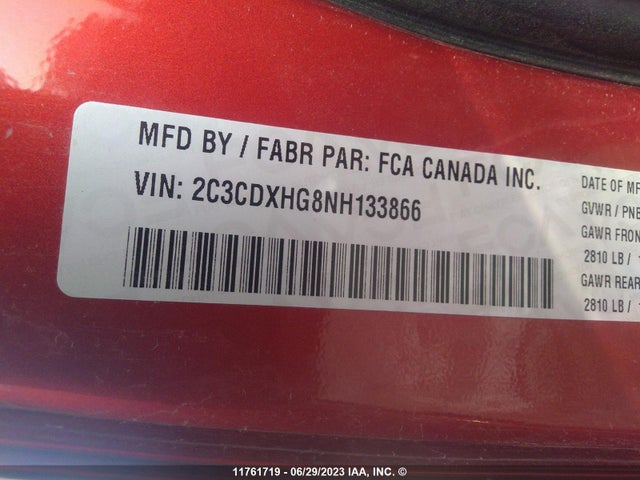 MFD BY / FABR PAR: FCA CANADA INC.
VIN: 2C3CDXHG8NH133866
DATE OF MF
GVWR / PNB
GAWR FRON
2810 LB /
GAWR REAR
2810 LB /
11761719 - 06/29/2023 IAA, INC. ©